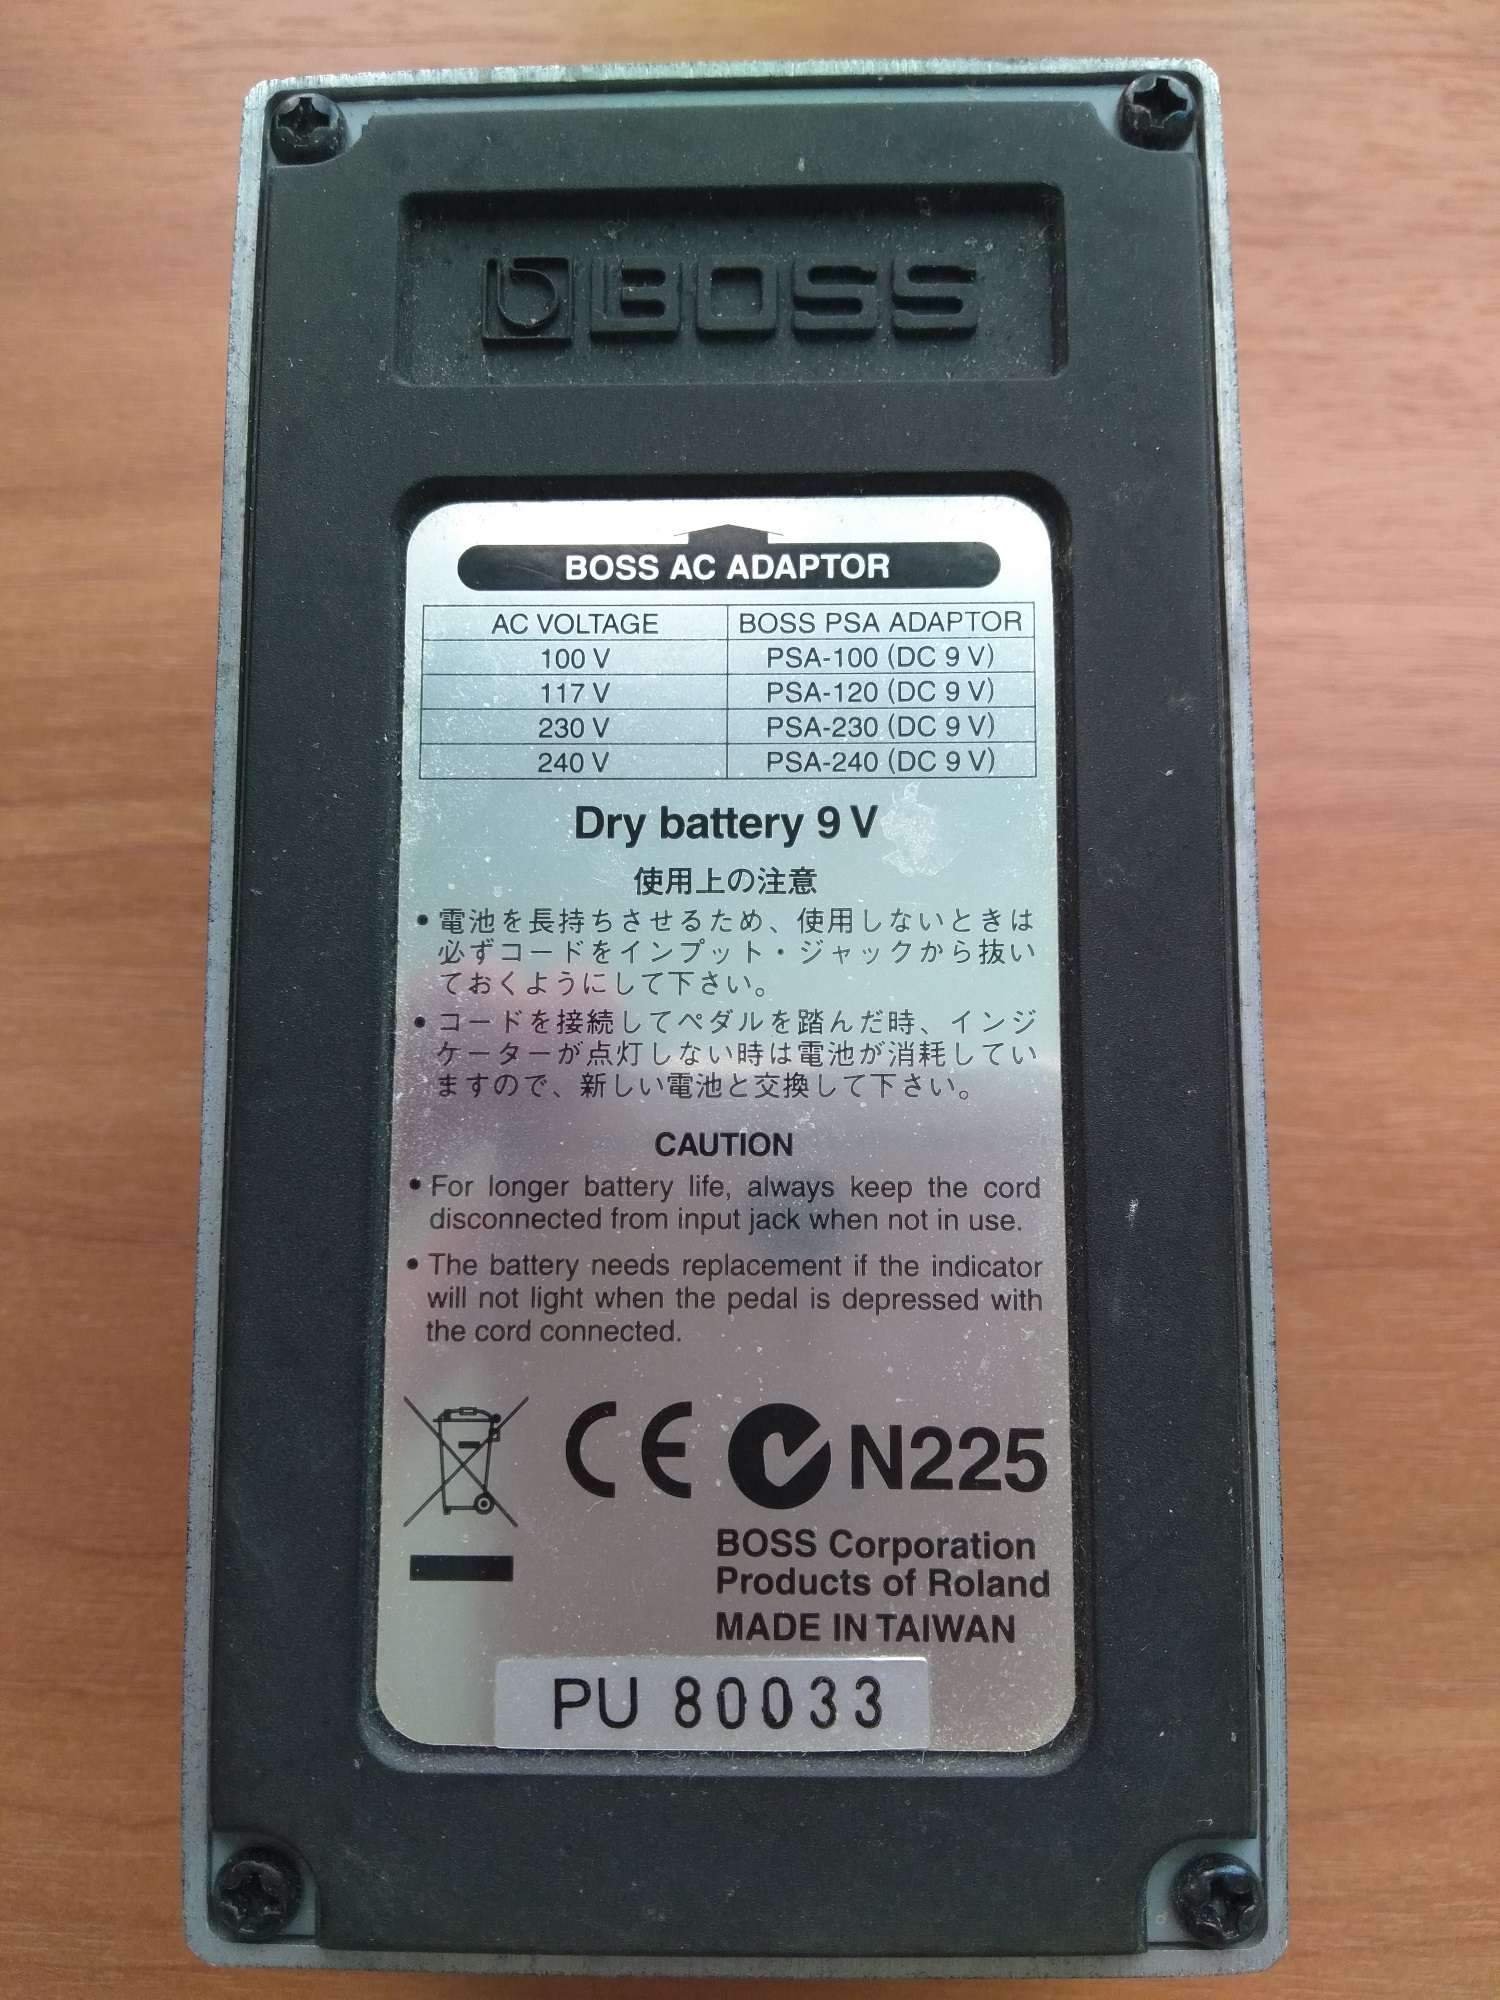 BOSS
BOSS AC ADAPTOR
AC VOLTAGE BOSS PSA ADAPTOR
100 V PSA-100 (DC 9 V)
117 V PSA-120 (DC 9 V)
230 V PSA-230 (DC 9 V)
240 V PSA-240 (DC 9 V)
Dry battery 9 V
使用上の注意
• 電池を長持ちさせるため、使用しないときは
必ずコードをインプット・ジャックから抜い
ておくようにして下さい。
• コードを接続してペダルを踏んだ時、インジ
ケーターが点灯しない時は電池が消耗してい
ますので、新しい電池と交換して下さい。
CAUTION
• For longer battery life, always keep the cord
disconnected from input jack when not in use.
• The battery needs replacement if the indicator
will not light when the pedal is depressed with
the cord connected.
CE N225
BOSS Corporation
Products of Roland
MADE IN TAIWAN
PU 80033